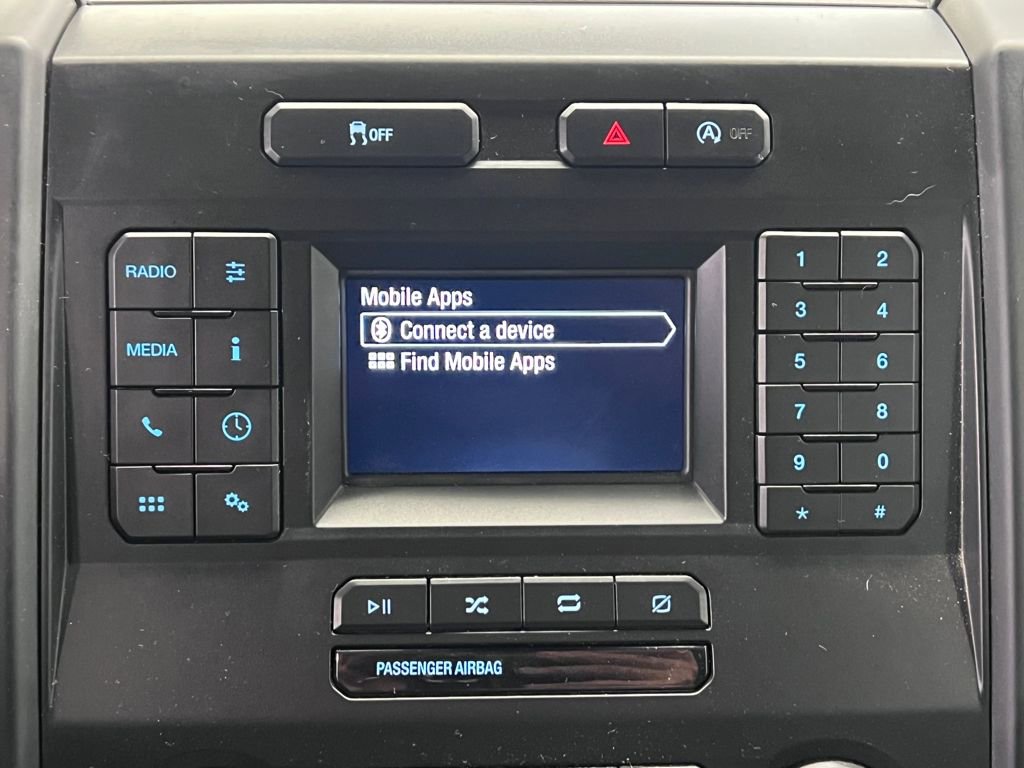 OFF
A OFF
RADIO
MEDIA
Mobile Apps
Connect a device
Find Mobile Apps
1 2
3 4
5 6
7 8
9 0
* #
PASSENGER AIRBAG